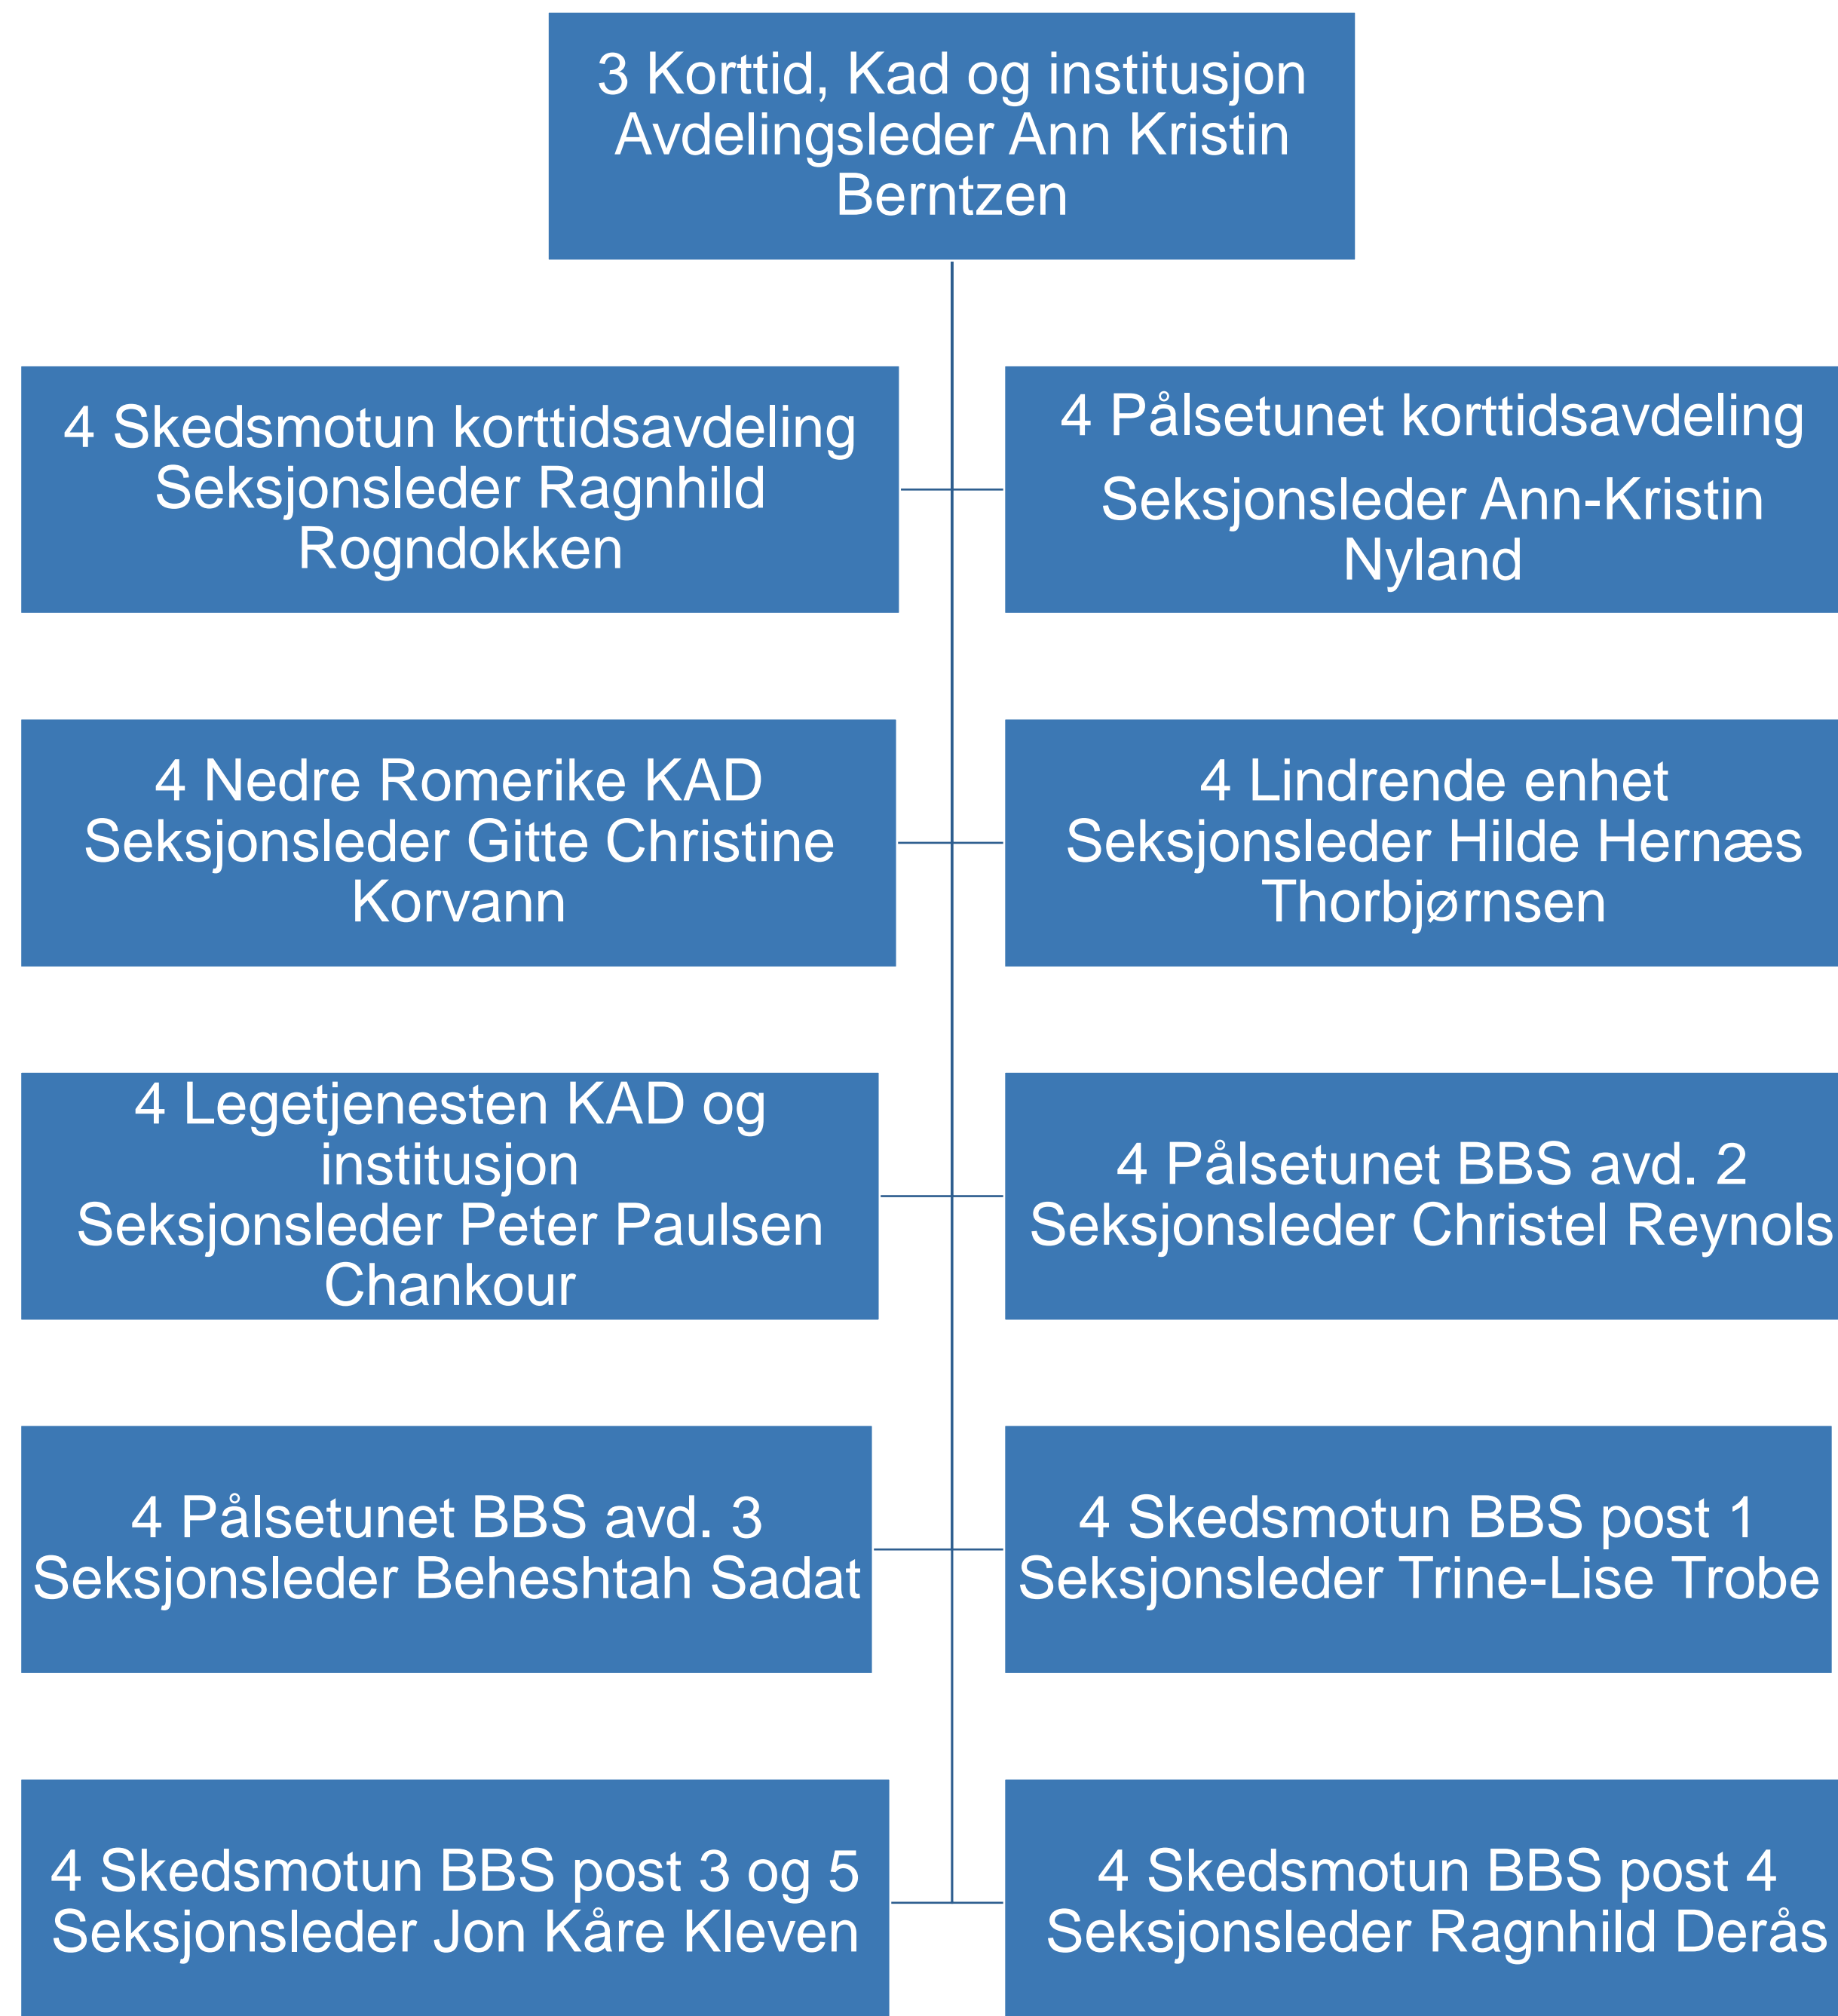 3 Korttid, Kad og institusjon
Avdelingsleder Ann Kristin
Berntzen
4 Skedsmotun korttidsavdeling
Seksjonsleder Ragnhild
Rogndokken
4 Pålsetunet korttidsavdeling
Seksjonsleder Ann-Kristin
Nyland
4 Nedre Romerike KAD
Seksjonsleder Gitte Christine
Korvann
4 Lindrende enhet
Seksjonsleder Hilde Hernæs
Thorbjørnsen
4 Legetjenesten KAD og
institusjon
Seksjonsleder Peter Paulsen
Chankour
4 Pålsetunet BBS avd. 2
Seksjonsleder Christel Reynols
4 Pålsetunet BBS avd. 3
Seksjonsleder Beheshtah Sadat
4 Skedsmotun BBS post 1
Seksjonsleder Trine-Lise Trobe
4 Skedsmotun BBS post 3 og 5
Seksjonsleder Jon Kåre Kleven
4 Skedsmotun BBS post 4
Seksjonsleder Ragnhild Derås